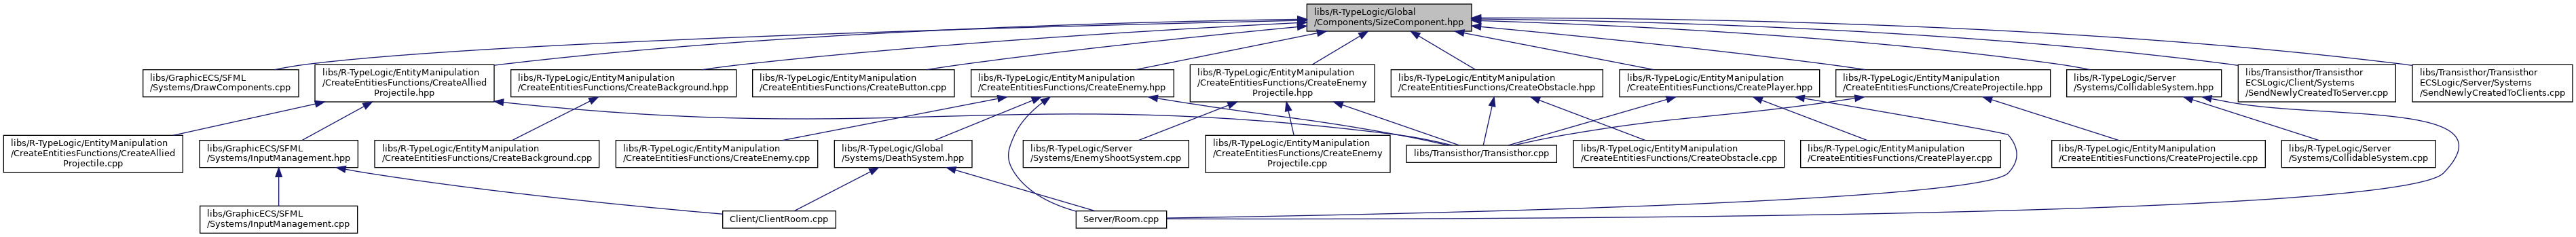 libs/R-TypeLogic/Global
/Components/SizeComponent.hpp
libs/GraphicECS/SFML
/Systems/DrawComponents.cpp
libs/R-TypeLogic/EntityManipulation
/CreateEntitiesFunctions/CreateAllied
Projectile.hpp
libs/R-TypeLogic/EntityManipulation
/CreateEntitiesFunctions/CreateBackground.hpp
libs/R-TypeLogic/EntityManipulation
/CreateEntitiesFunctions/CreateButton.cpp
libs/R-TypeLogic/EntityManipulation
/CreateEntitiesFunctions/CreateEnemy.hpp
libs/R-TypeLogic/EntityManipulation
/CreateEntitiesFunctions/CreateEnemy
Projectile.hpp
libs/R-TypeLogic/EntityManipulation
/CreateEntitiesFunctions/CreateObstacle.hpp
libs/R-TypeLogic/EntityManipulation
/CreateEntitiesFunctions/CreatePlayer.hpp
libs/R-TypeLogic/EntityManipulation
/CreateEntitiesFunctions/CreateProjectile.hpp
libs/R-TypeLogic/Server
/Systems/CollidableSystem.hpp
libs/Transisthor/Transisthor
ECSLogic/Client/Systems
/SendNewlyCreatedToServer.cpp
libs/Transisthor/Transisthor
ECSLogic/Server/Systems
/SendNewlyCreatedToClients.cpp
libs/R-TypeLogic/EntityManipulation
/CreateEntitiesFunctions/CreateAllied
Projectile.cpp
libs/GraphicECS/SFML
/Systems/InputManagement.hpp
libs/R-TypeLogic/EntityManipulation
/CreateEntitiesFunctions/CreateBackground.cpp
libs/R-TypeLogic/EntityManipulation
/CreateEntitiesFunctions/CreateEnemy.cpp
libs/R-TypeLogic/Global
/Systems/DeathSystem.hpp
libs/R-TypeLogic/Server
/Systems/EnemyShootSystem.cpp
libs/R-TypeLogic/EntityManipulation
/CreateEntitiesFunctions/CreateEnemy
Projectile.cpp
libs/Transisthor/Transisthor.cpp
libs/R-TypeLogic/EntityManipulation
/CreateEntitiesFunctions/CreateObstacle.cpp
libs/R-TypeLogic/EntityManipulation
/CreateEntitiesFunctions/CreatePlayer.cpp
libs/R-TypeLogic/EntityManipulation
/CreateEntitiesFunctions/CreateProjectile.cpp
libs/R-TypeLogic/Server
/Systems/CollidableSystem.cpp
libs/GraphicECS/SFML
/Systems/InputManagement.cpp
Client/ClientRoom.cpp
Server/Room.cpp